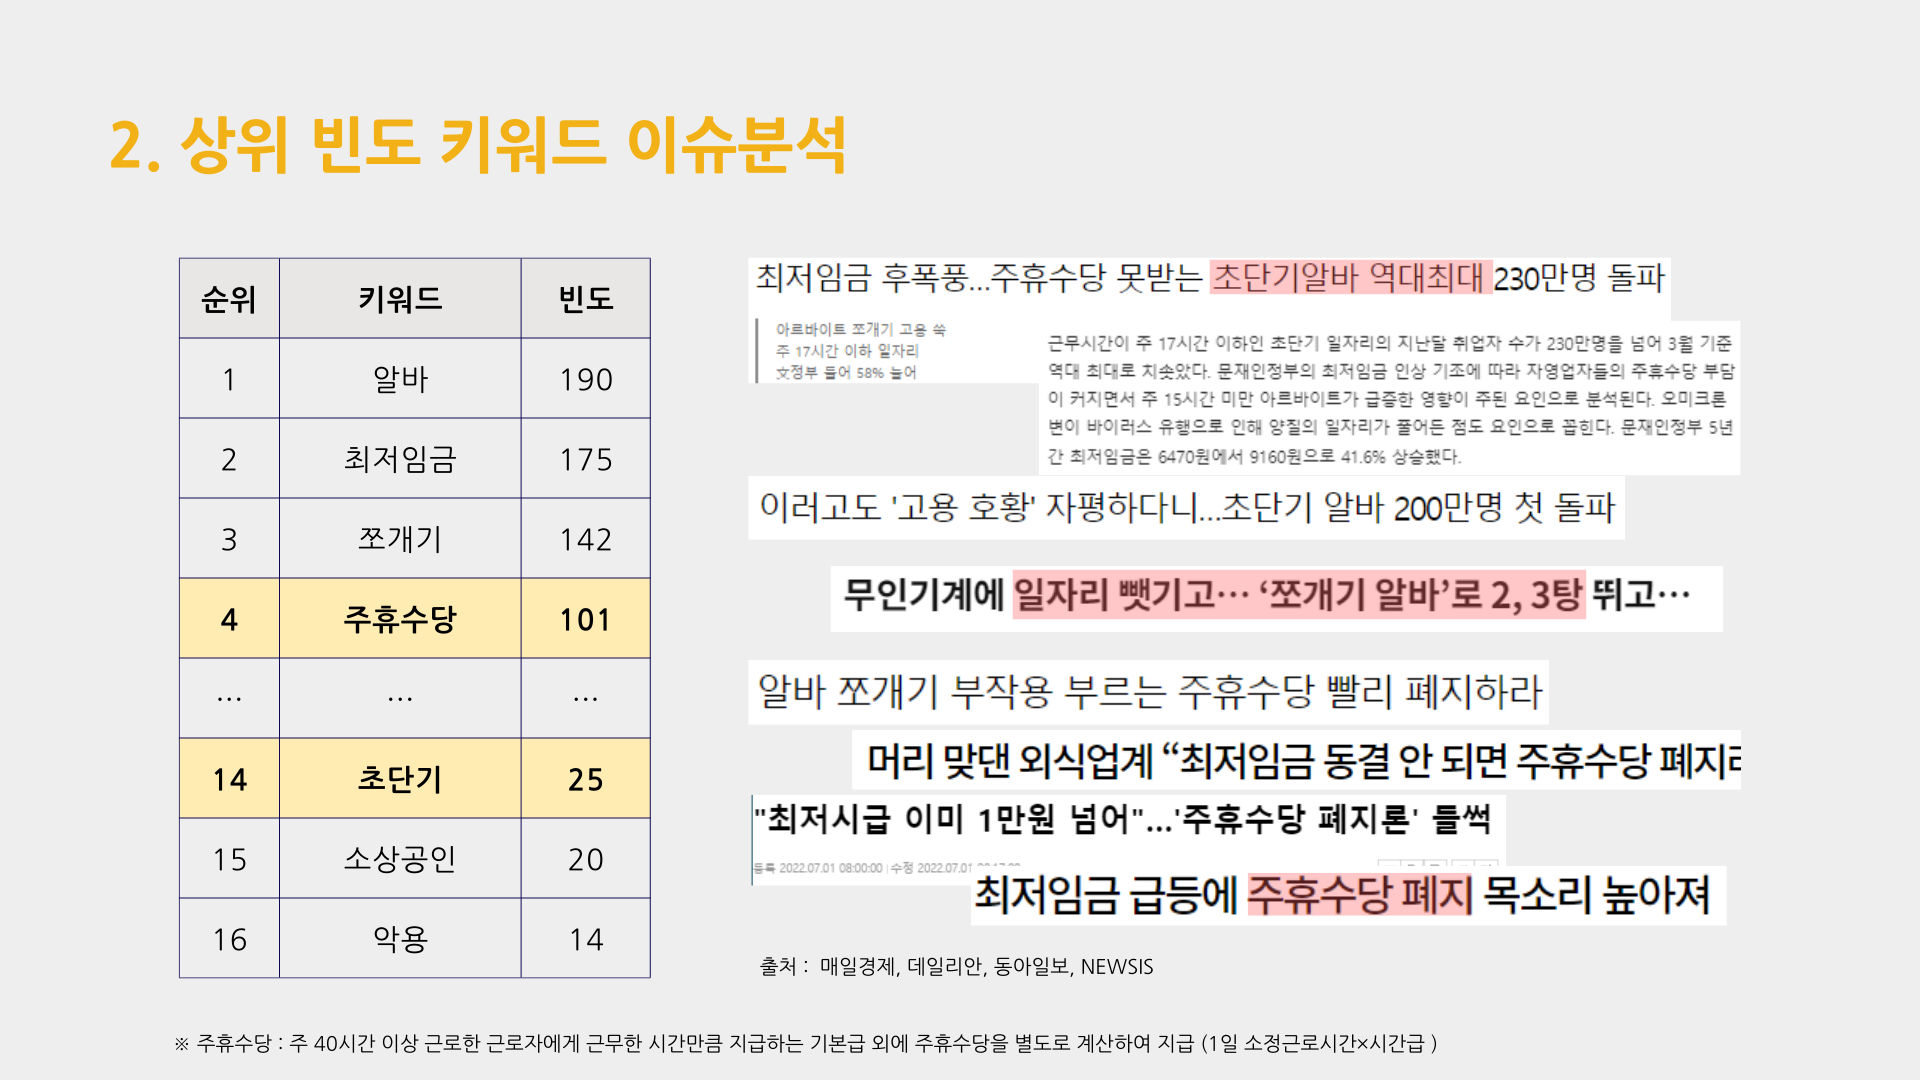 2. 상위 빈도 키워드 이슈분석
순위 키워드 빈도
1 알바 190
2 최저임금 175
3 쪼개기 142
4 주휴수당 101
... ... ...
14 초단기 25
15 소상공인 20
16 악용 14
최저임금 후폭풍...주휴수당 못받는 초단기알바 역대최대 230만명 돌파
아르바이트 쪼개기 고용 쑥
주 17시간 이하 일자리
文정부 들어 58% 늘어
근무시간이 주 17시간 이하인 초단기 일자리의 지난달 취업자 수가 230만명을 넘어 3월 기준
역대 최대로 치솟았다. 문재인정부의 최저임금 인상 기조에 따라 자영업자들의 주휴수당 부담
이 커지면서 주 15시간 미만 아르바이트가 급증한 영향이 주된 요인으로 분석된다. 오미크론
변이 바이러스 유행으로 인해 양질의 일자리가 줄어든 점도 요인으로 꼽힌다. 문재인정부 5년
간 최저임금은 6470원에서 9160원으로 41.6% 상승했다.
이러고도 '고용 호황' 자평하다니...초단기 알바 200만명 첫 돌파
무인기계에 일자리 뺏기고… ‘쪼개기 알바’로 2, 3탕 뛰고…
알바 쪼개기 부작용 부르는 주휴수당 빨리 폐지하라
머리 맞댄 외식업계 “최저임금 동결 안 되면 주휴수당 폐지
"최저시급 이미 1만원 넘어"...'주휴수당 폐지론' 들썩
등록 2022.07.01 08:00:00 | 수정 2022.07.01
최저임금 급등에 주휴수당 폐지 목소리 높아져
출처 : 매일경제, 데일리안, 동아일보, NEWSIS
※ 주휴수당 : 주 40시간 이상 근로한 근로자에게 근무한 시간만큼 지급하는 기본급 외에 주휴수당을 별도로 계산하여 지급 (1일 소정근로시간×시간급 )